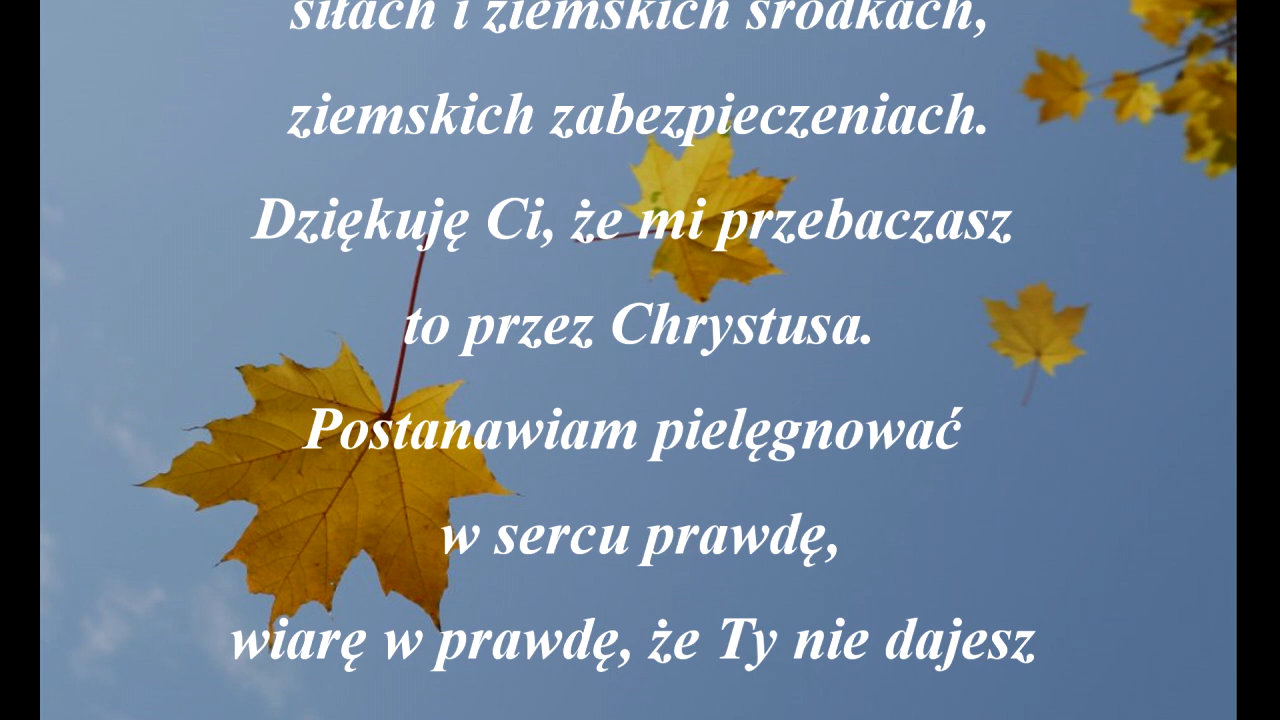 siłach i ziemskich środkach,
ziemskich zabezpieczeniach.
Dziękuję Ci, że mi przebaczasz
to przez Chrystusa.
Postanawiam pielęgnować
w sercu prawdę,
wiarę w prawdę, że Ty nie dajesz